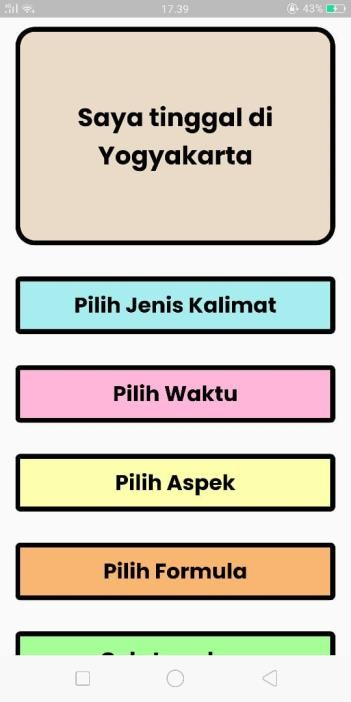 17.39
43%
Saya tinggal di
Yogyakarta
Pilih Jenis Kalimat
Pilih Waktu
Pilih Aspek
Pilih Formula